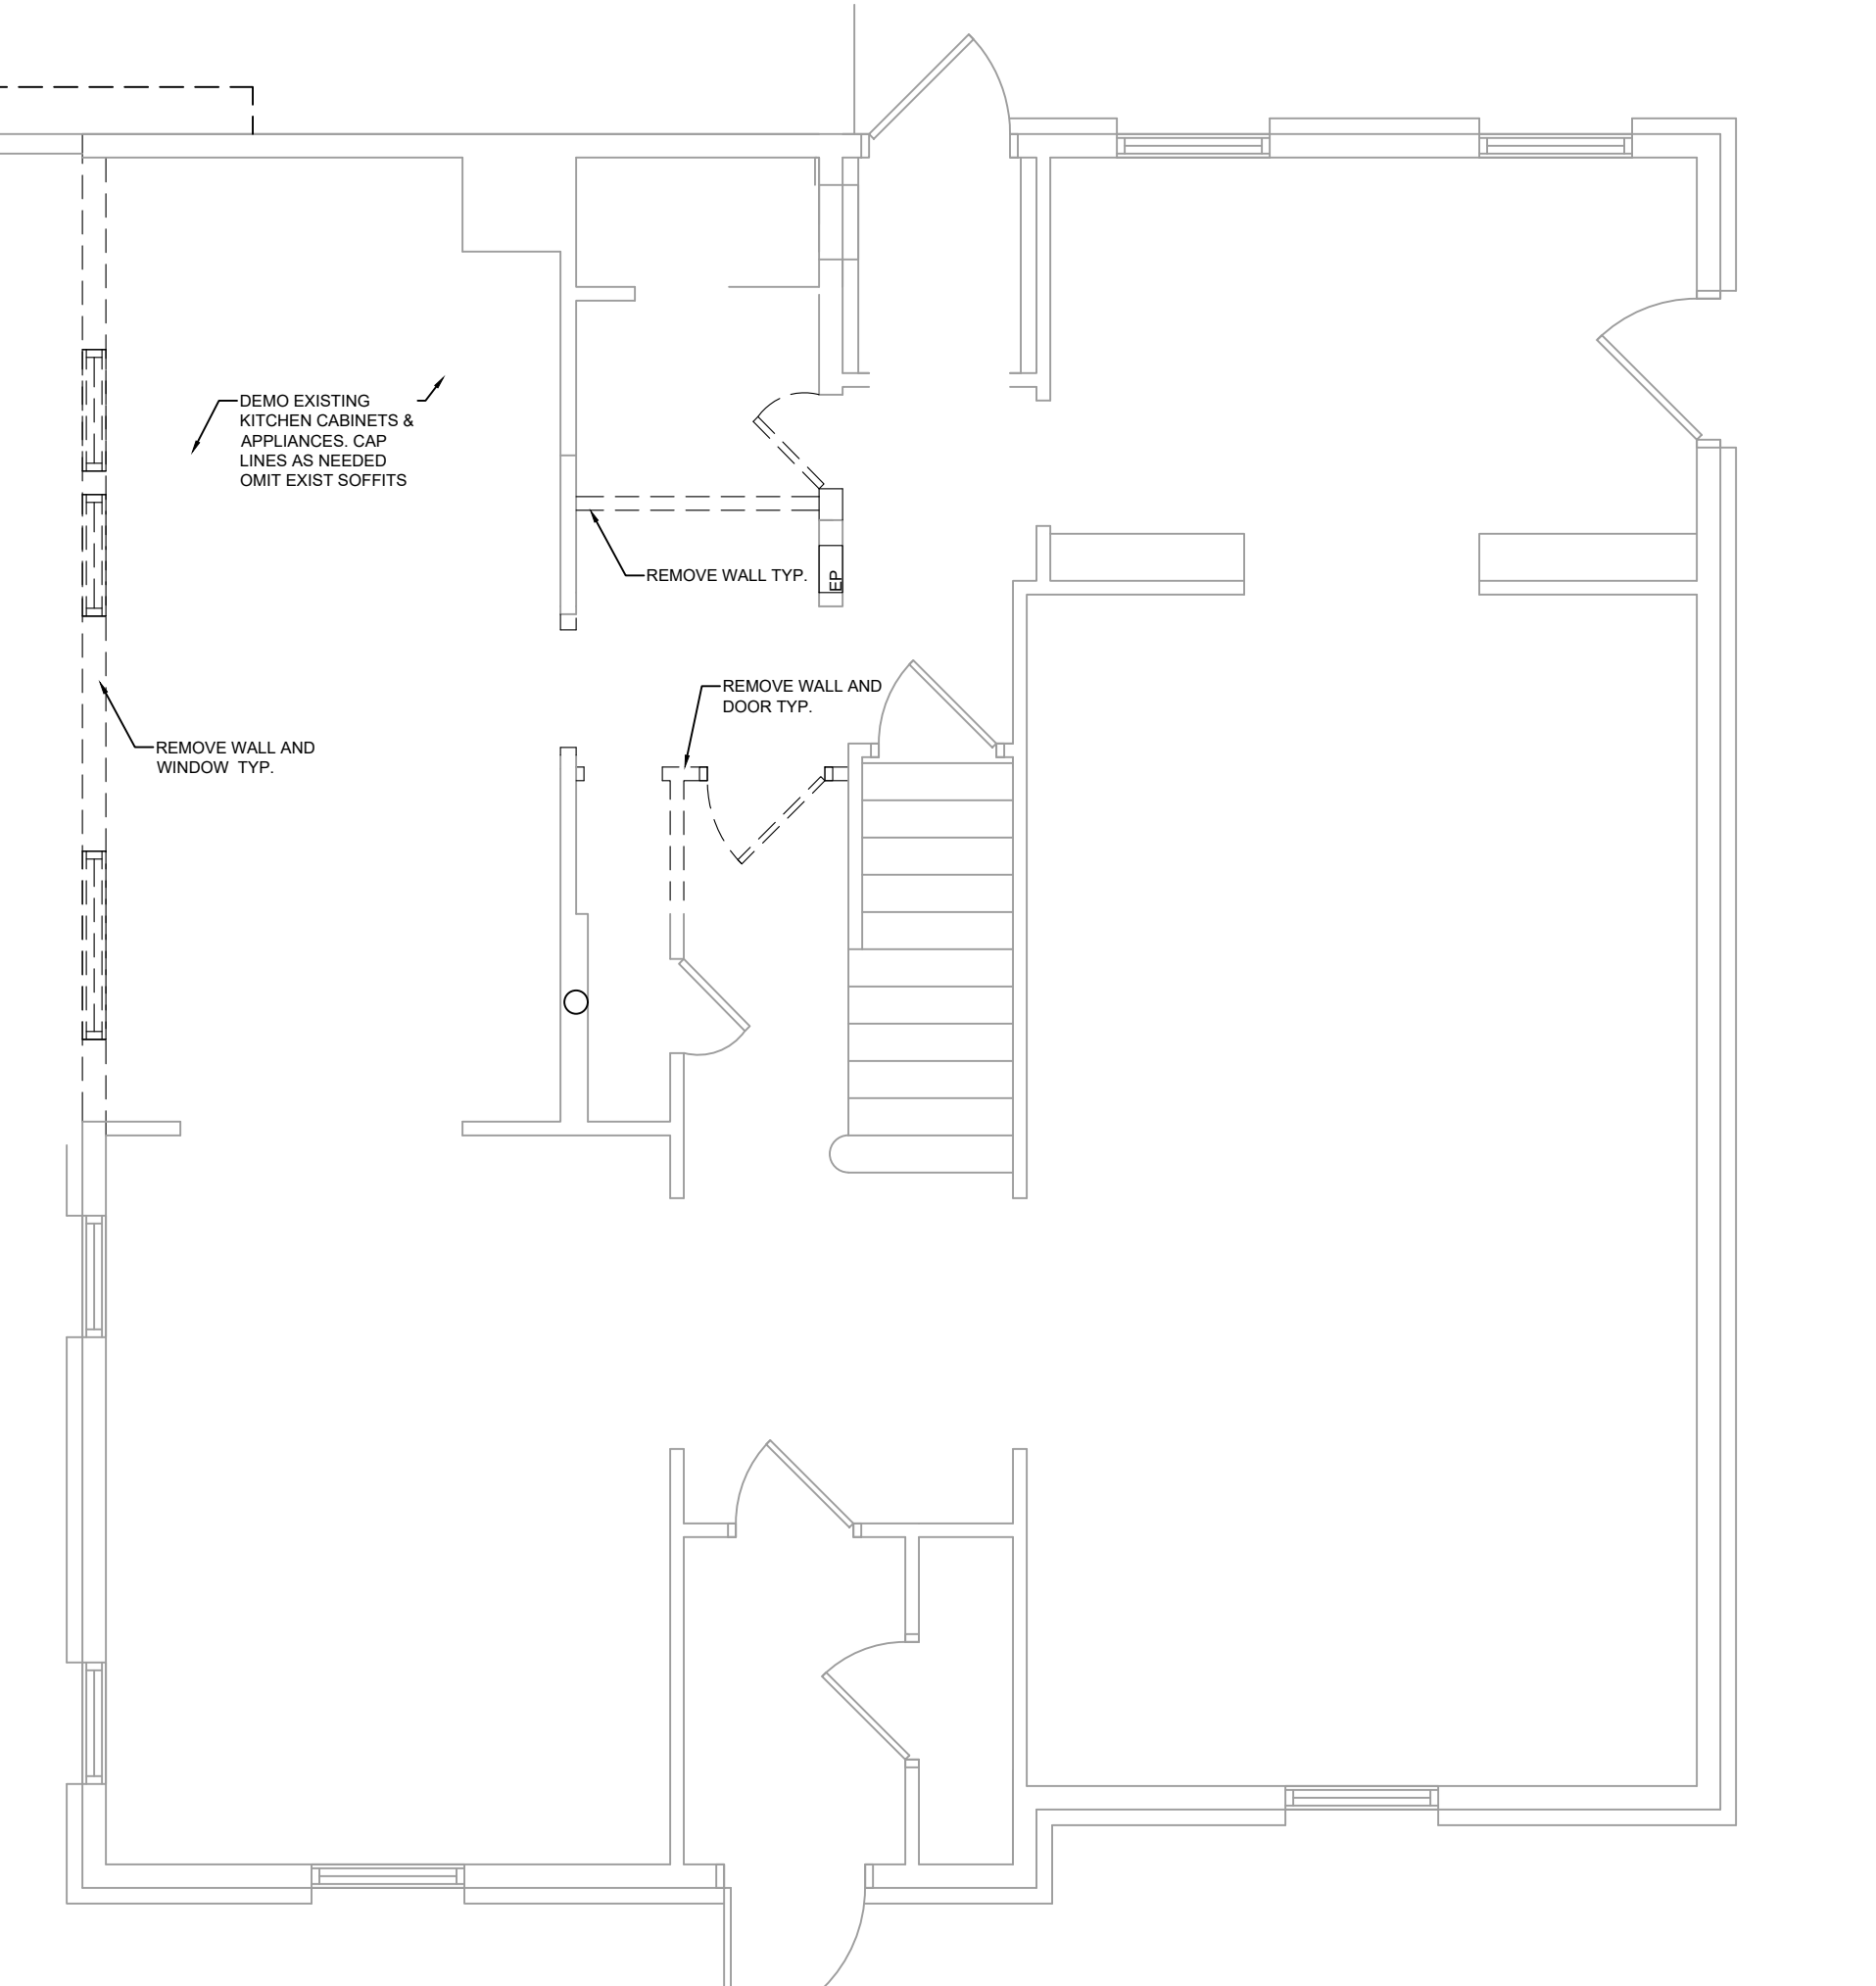 DEMO EXISTING
KITCHEN CABINETS &
APPLIANCES. CAP
LINES AS NEEDED
OMIT EXIST SOFFITS
REMOVE WALL TYP.
EP
REMOVE WALL AND
DOOR TYP.
REMOVE WALL AND
WINDOW TYP.